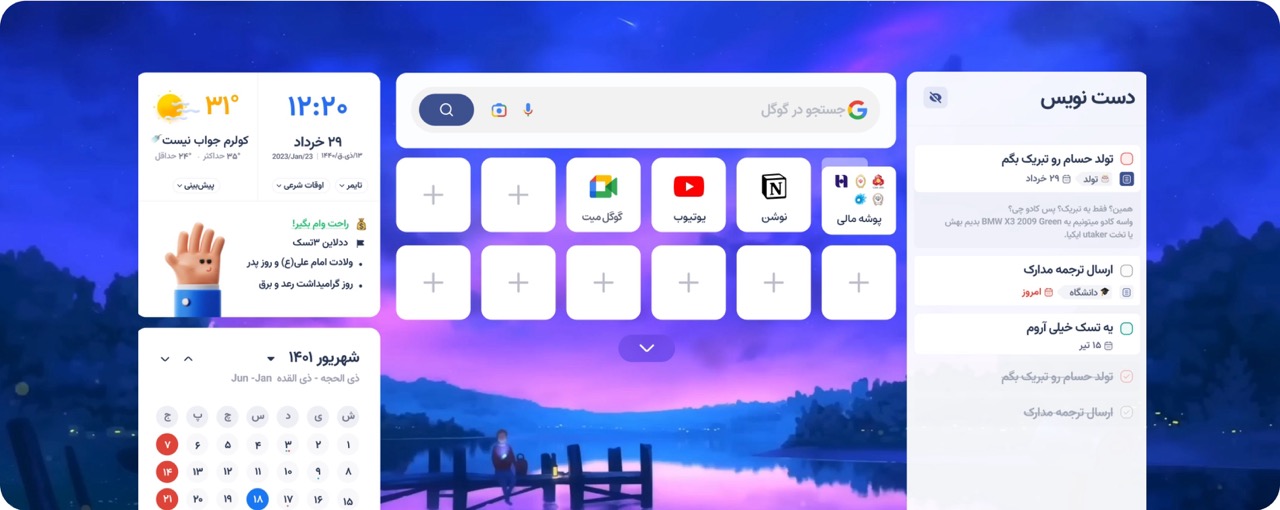 دست نویس
تولد حسام رو تبریک بگم
تولد ۲۹ خرداد
همین؟ فقط یه تبریک؟ پس کادو چی؟
واسه کادو میتونیم یه BMW X3 2009 Green بدیم بهش
یا تخت utaker ایکیا.
ارسال ترجمه مدارک
دانشگاه امروز
یه تسک خیلی آروم
۱۵ تیر
تولد حسام رو تبریک بگم
ارسال ترجمه مدارک
جستجو در گوگل
پوشه مالی
نوشن
یوتیوب
گوگل میت
۱۲:۲۰
۲۹ خرداد
۱۳/ذی.ق/۱۴۴۰ | 2023/Jan/23
تایمر
اوقات شرعی
۳۱°
کولرم جواب نیست
۳۵° حداکثر ۲۴° حداقل
پیش‌بینی
راحت وام بگیر!
ددلاین ۳تسک
ولادت امام علی(ع) و روز پدر
روز گرامیداشت رعد و برق
شهریور ۱۴۰۱
ذی الحجه - ذی القده Jun -Jan
ش ی د س چ پ ج
۱ ۲ ۳ ۴ ۵ ۶ ۷
۸ ۹ ۱۰ ۱۱ ۱۲ ۱۳ ۱۴
۱۵ ۱۶ ۱۷ ۱۸ ۱۹ ۲۰ ۲۱